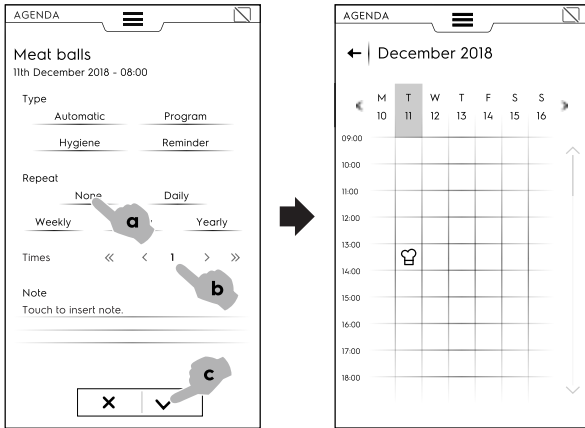 AGENDA
Meat balls
11th December 2018 - 08:00
Type
Automatic Program
Hygiene Reminder
Repeat
None Daily
a
Weekly Yearly
Times << < 1 > >>
b
Note
Touch to insert note.
c
AGENDA
December 2018
M T W T F S S
10 11 12 13 14 15 16
09:00
10:00
11:00
12:00
13:00
14:00
15:00
16:00
17:00
18:00